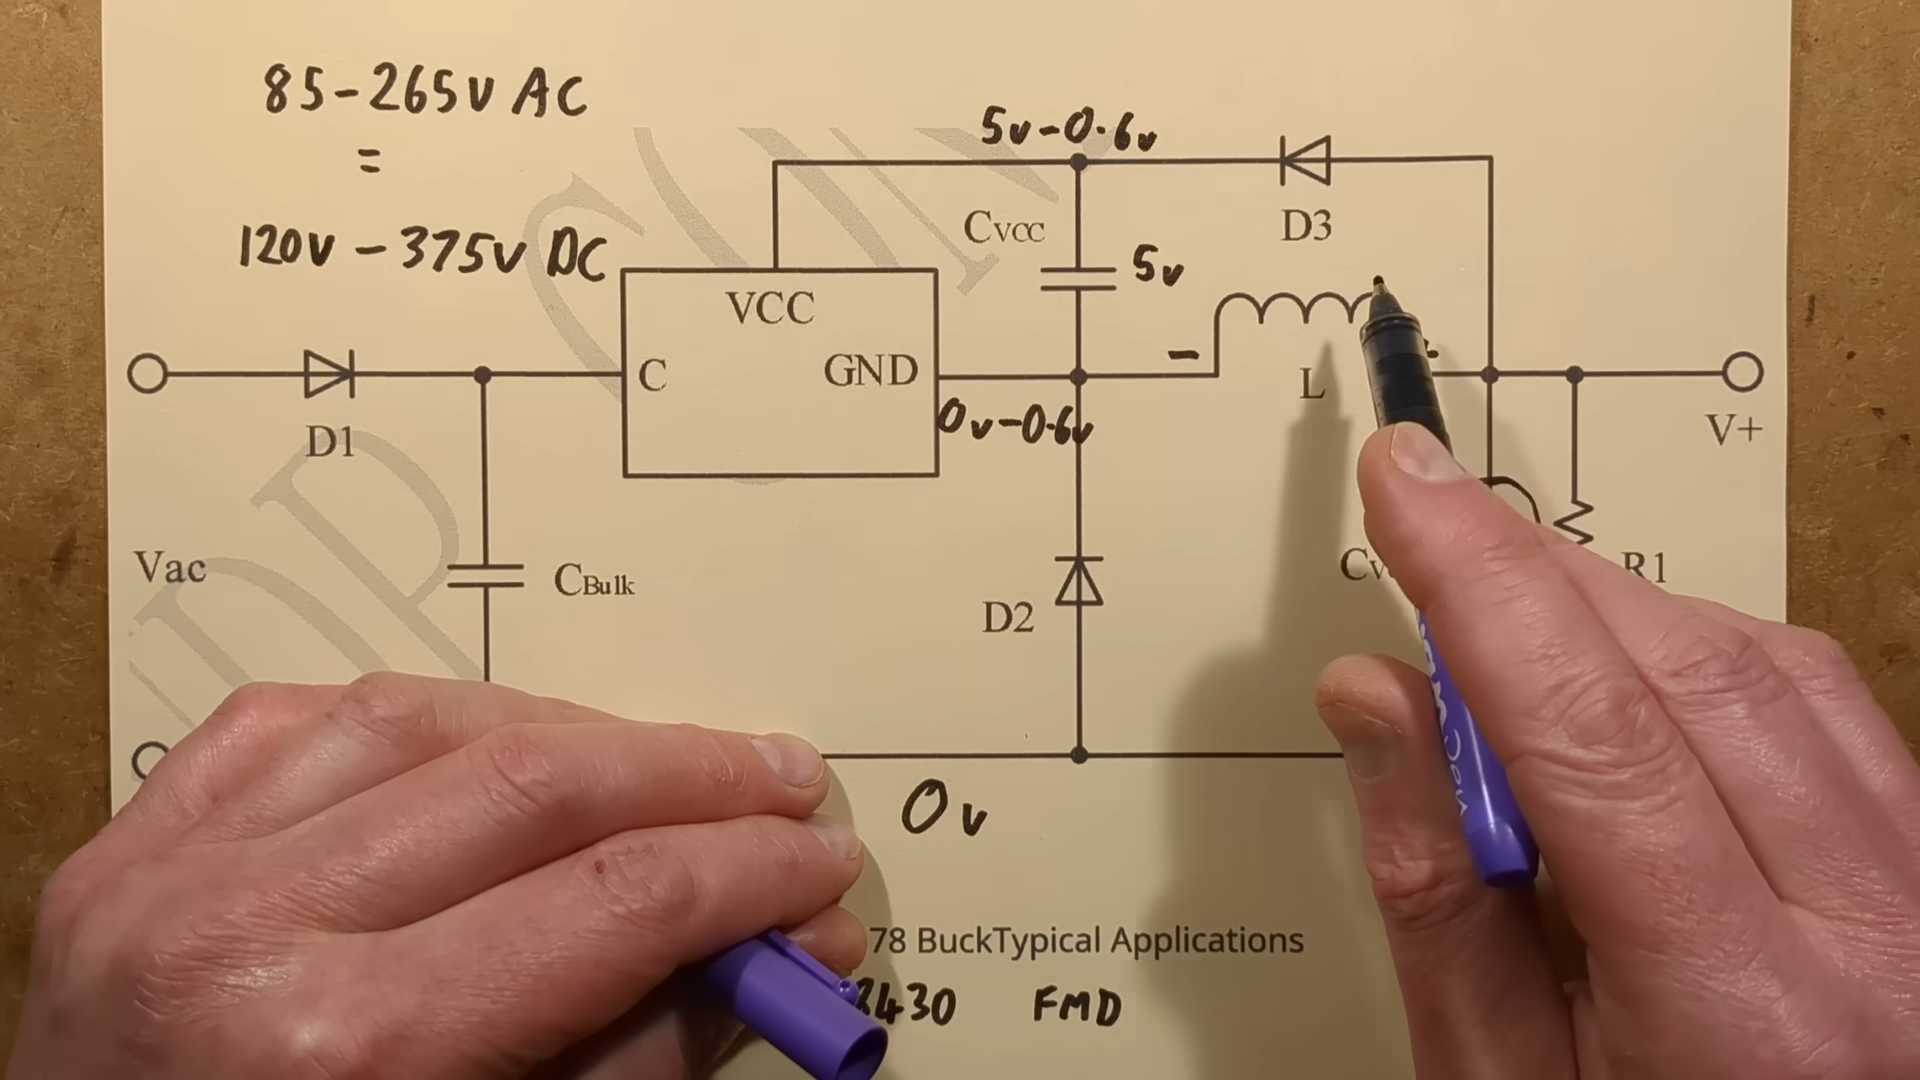 85-265v AC
=
120v - 375v DC
5v-0.6v
CVCC
5v
D3
VCC
C
GND
-
L
0v-0.6v
D1
V+
Vac
CBulk
D2
R1
0v
78 BuckTypical Applications
8430 FMD